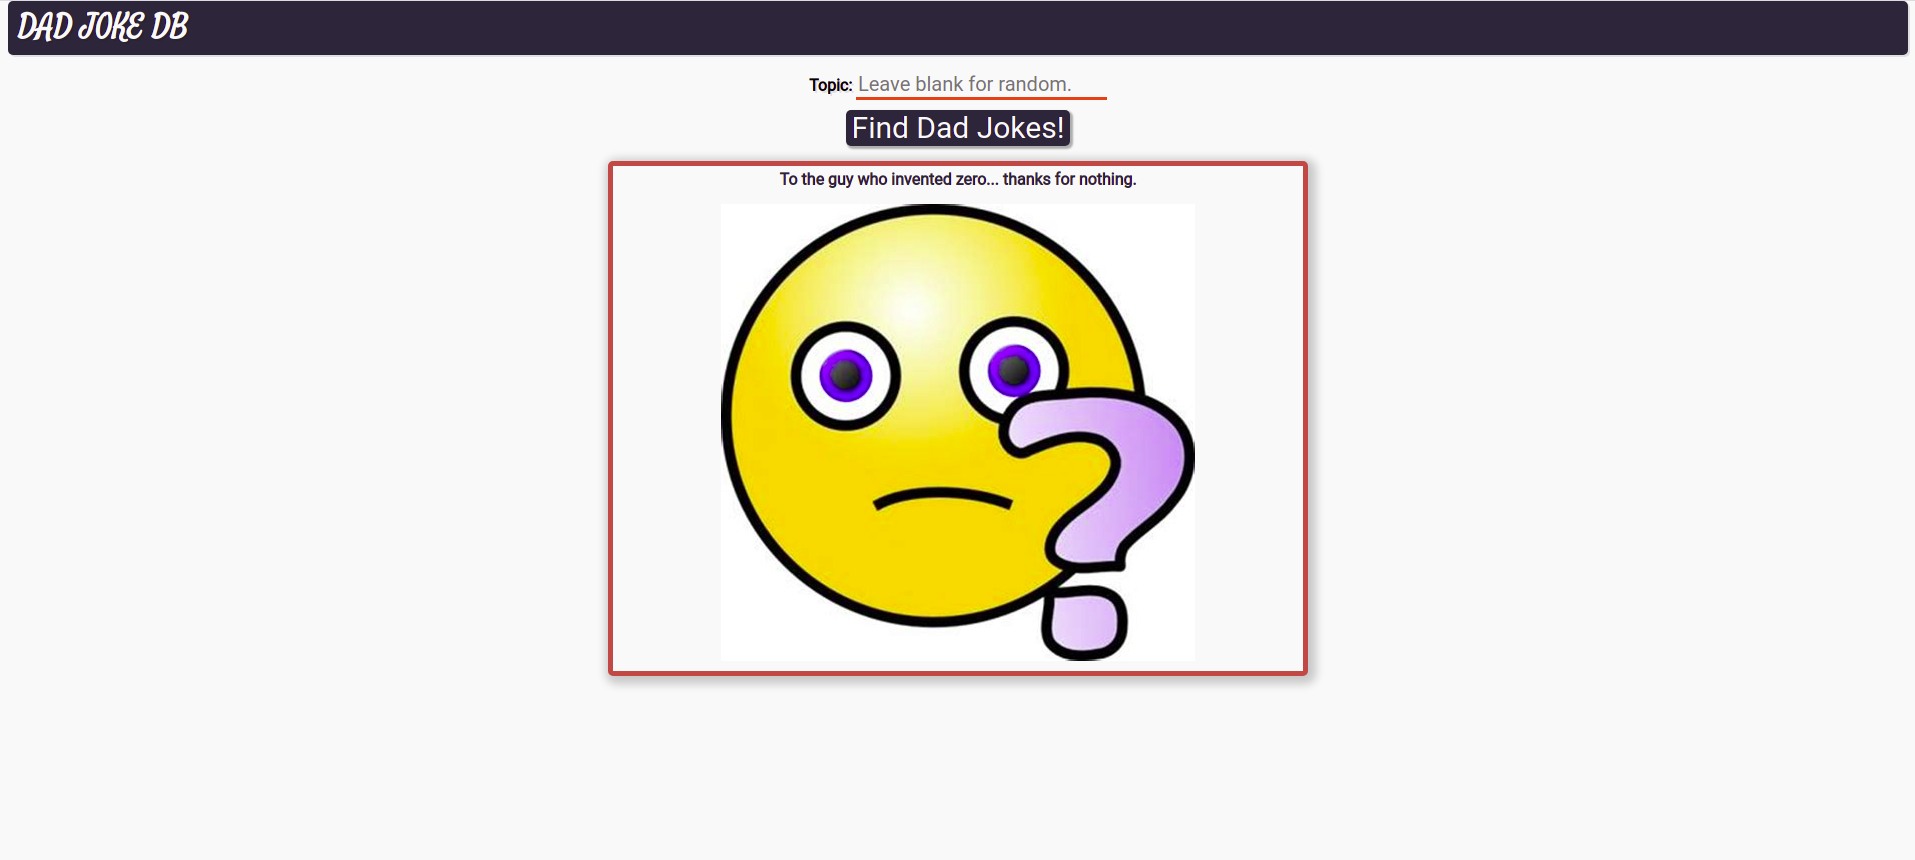 DAD JOKE DB
Topic: Leave blank for random.
Find Dad Jokes!
To the guy who invented zero... thanks for nothing.
?